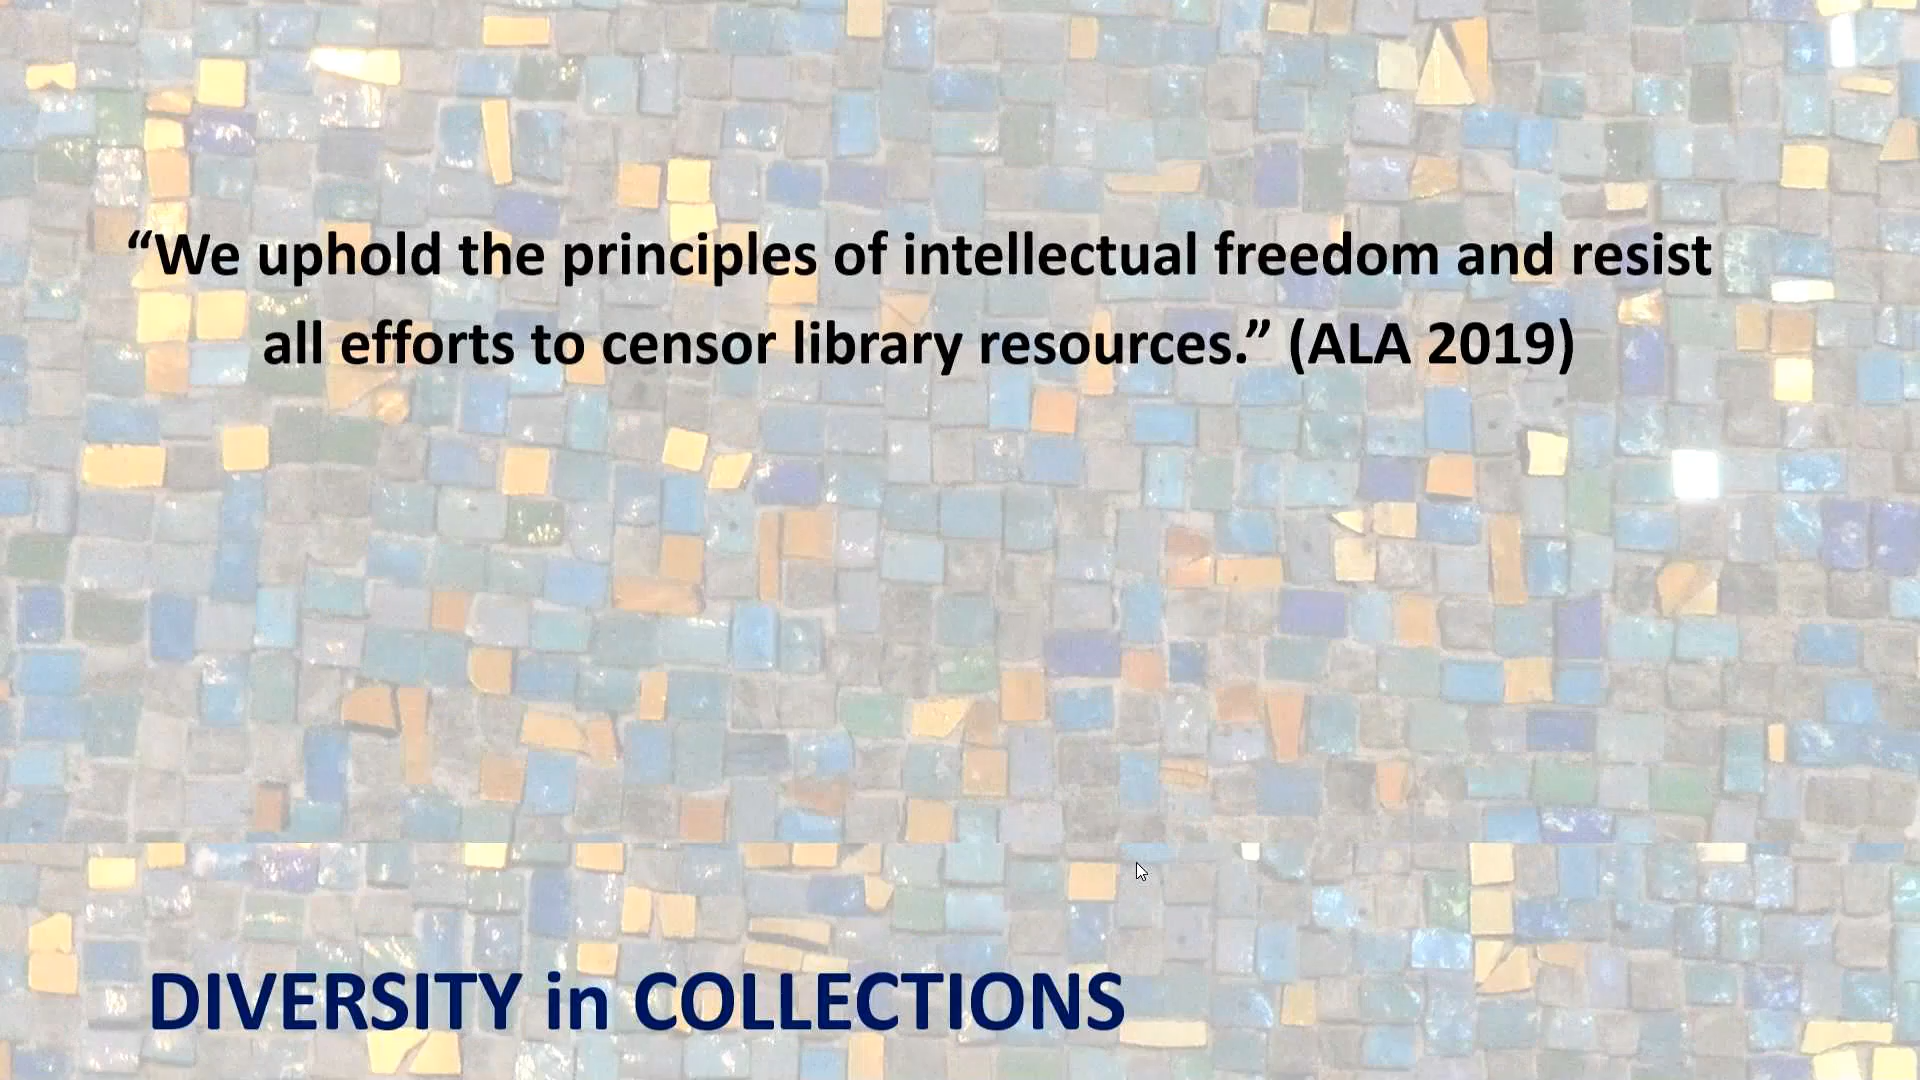 “We uphold the principles of intellectual freedom and resist
all efforts to censor library resources.” (ALA 2019)
DIVERSITY in COLLECTIONS